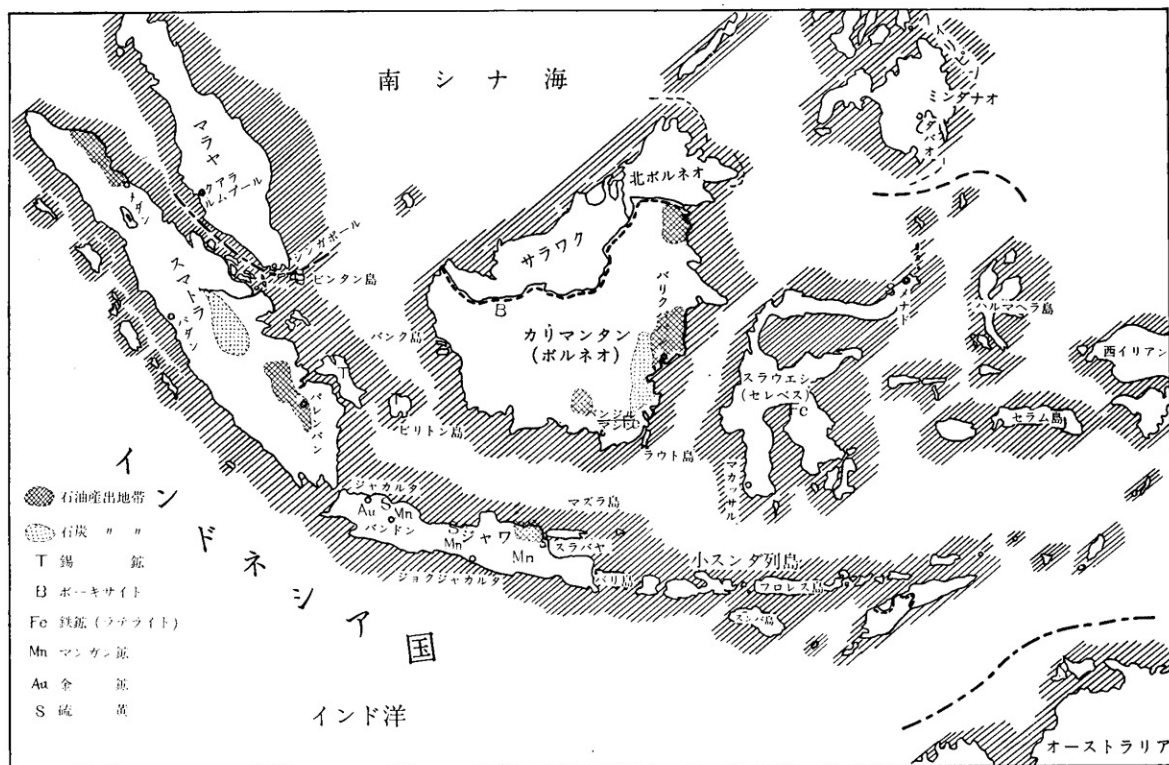 南シナ海
フィリピン
ミンダナオ
ダバオ
マラヤ
クアラ
ルムプール
北ボルネオ
サラワク
シンガポール
ビンタン島
メダン
スマトラ
パダン
バンク島
B
カリマンタン
(ボルネオ)
バリク
メナド
ハルマヘラ島
西イリアン
スラウエシ
(セレベス)
Fe
セラム島
T
T
ビリトン島
パレンバン
バンジェル
マシン
Fe
ラウト島
マカッサル
インドネシア国
ジャカルタ
Au
S
Mn
バンドン
S
Mn
ジャワ
Mn
マズラ島
S
スラバヤ
ジョクジャカルタ
バリ島
小スンダ列島
フロレス島
スンバ島
石油産出地帯
石炭 〃 〃
T 錫鉱
B ボーキサイト
Fe 鉄鉱(ラテライト)
Mn マンガン鉱
Au 金鉱
S 硫黄
インド洋
オーストラリア